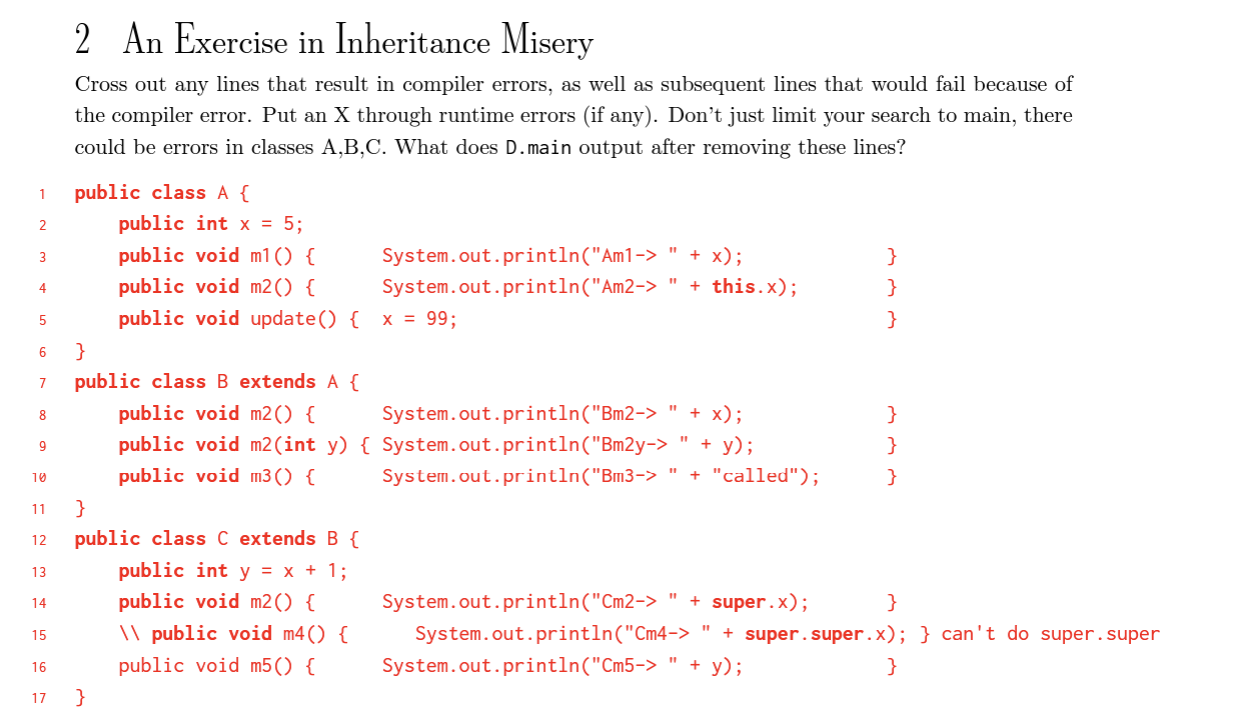 2 An Exercise in Inheritance Misery
Cross out any lines that result in compiler errors, as well as subsequent lines that would fail because of
the compiler error. Put an X through runtime errors (if any). Don't just limit your search to main, there
could be errors in classes A,B,C. What does D.main output after removing these lines?
1 public class A {
2 public int x = 5;
3 public void m1() { System.out.println("Am1-> " + x); }
4 public void m2() { System.out.println("Am2-> " + this.x); }
5 public void update() { x = 99; }
6 }
7 public class B extends A {
8 public void m2() { System.out.println("Bm2-> " + x); }
9 public void m2(int y) { System.out.println("Bm2y-> " + y); }
10 public void m3() { System.out.println("Bm3-> " + "called"); }
11 }
12 public class C extends B {
13 public int y = x + 1;
14 public void m2() { System.out.println("Cm2-> " + super.x); }
15 \\ public void m4() { System.out.println("Cm4-> " + super.super.x); } can't do super.super
16 public void m5() { System.out.println("Cm5-> " + y); }
17 }